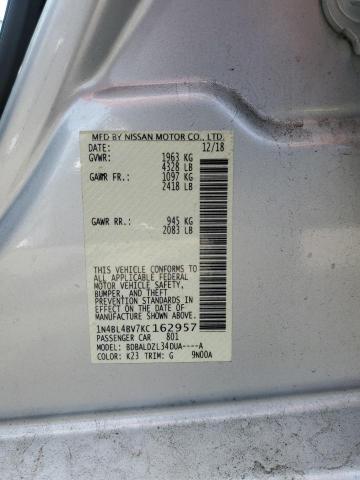 MFD BY NISSAN MOTOR CO., LTD.
DATE: 12/18
GVWR: 1963 KG
4328 LB
GAWR FR.: 1097 KG
2418 LB
GAWR RR.: 945 KG
2083 LB
THIS VEHICLE CONFORMS TO
ALL APPLICABLE FEDERAL
MOTOR VEHICLE SAFETY,
BUMPER, AND THEFT
PREVENTION STANDARDS IN
EFFECT ON THE DATE OF
MANUFACTURE SHOWN ABOVE.
1N4BL4BV7KC162957
PASSENGER CAR 801
MODEL: BDBALDZL34DUA----A
COLOR: K23 TRIM: G 9N00A